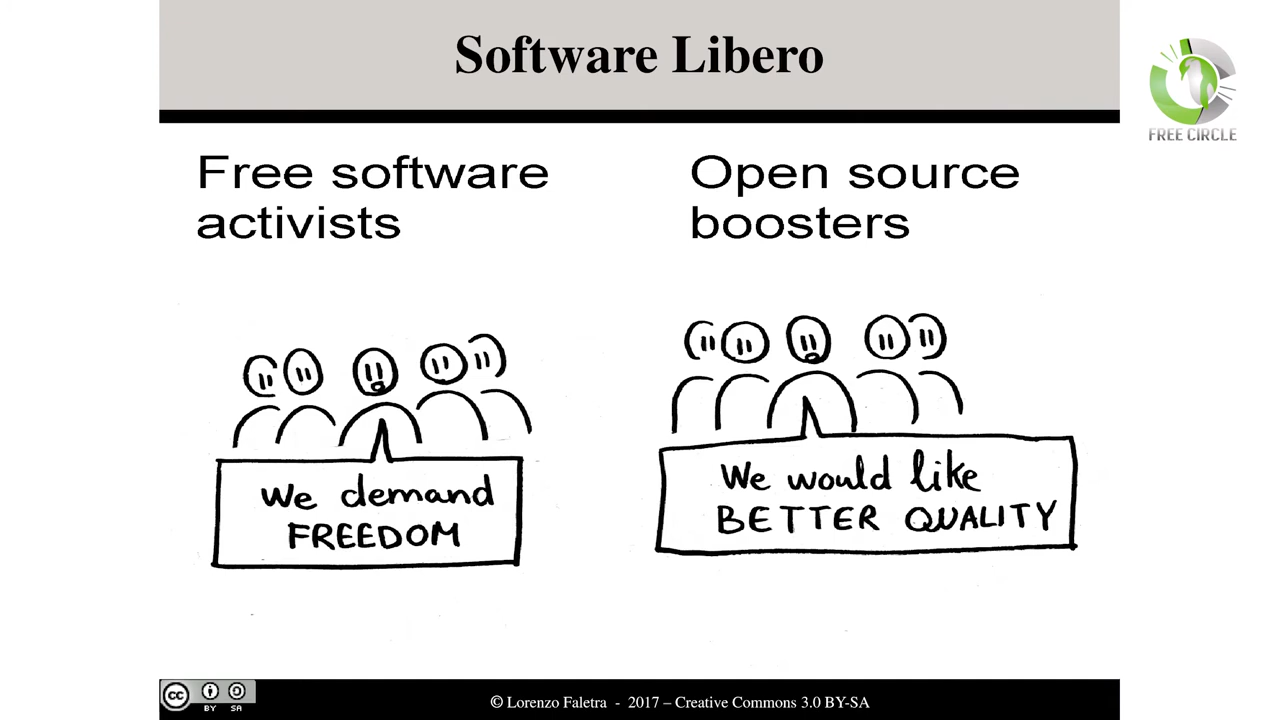 Software Libero
FREE CIRCLE
Free software
activists
Open source
boosters
We demand
FREEDOM
We would like
BETTER QUALITY
cc
BY SA
© Lorenzo Faletra - 2017 – Creative Commons 3.0 BY-SA